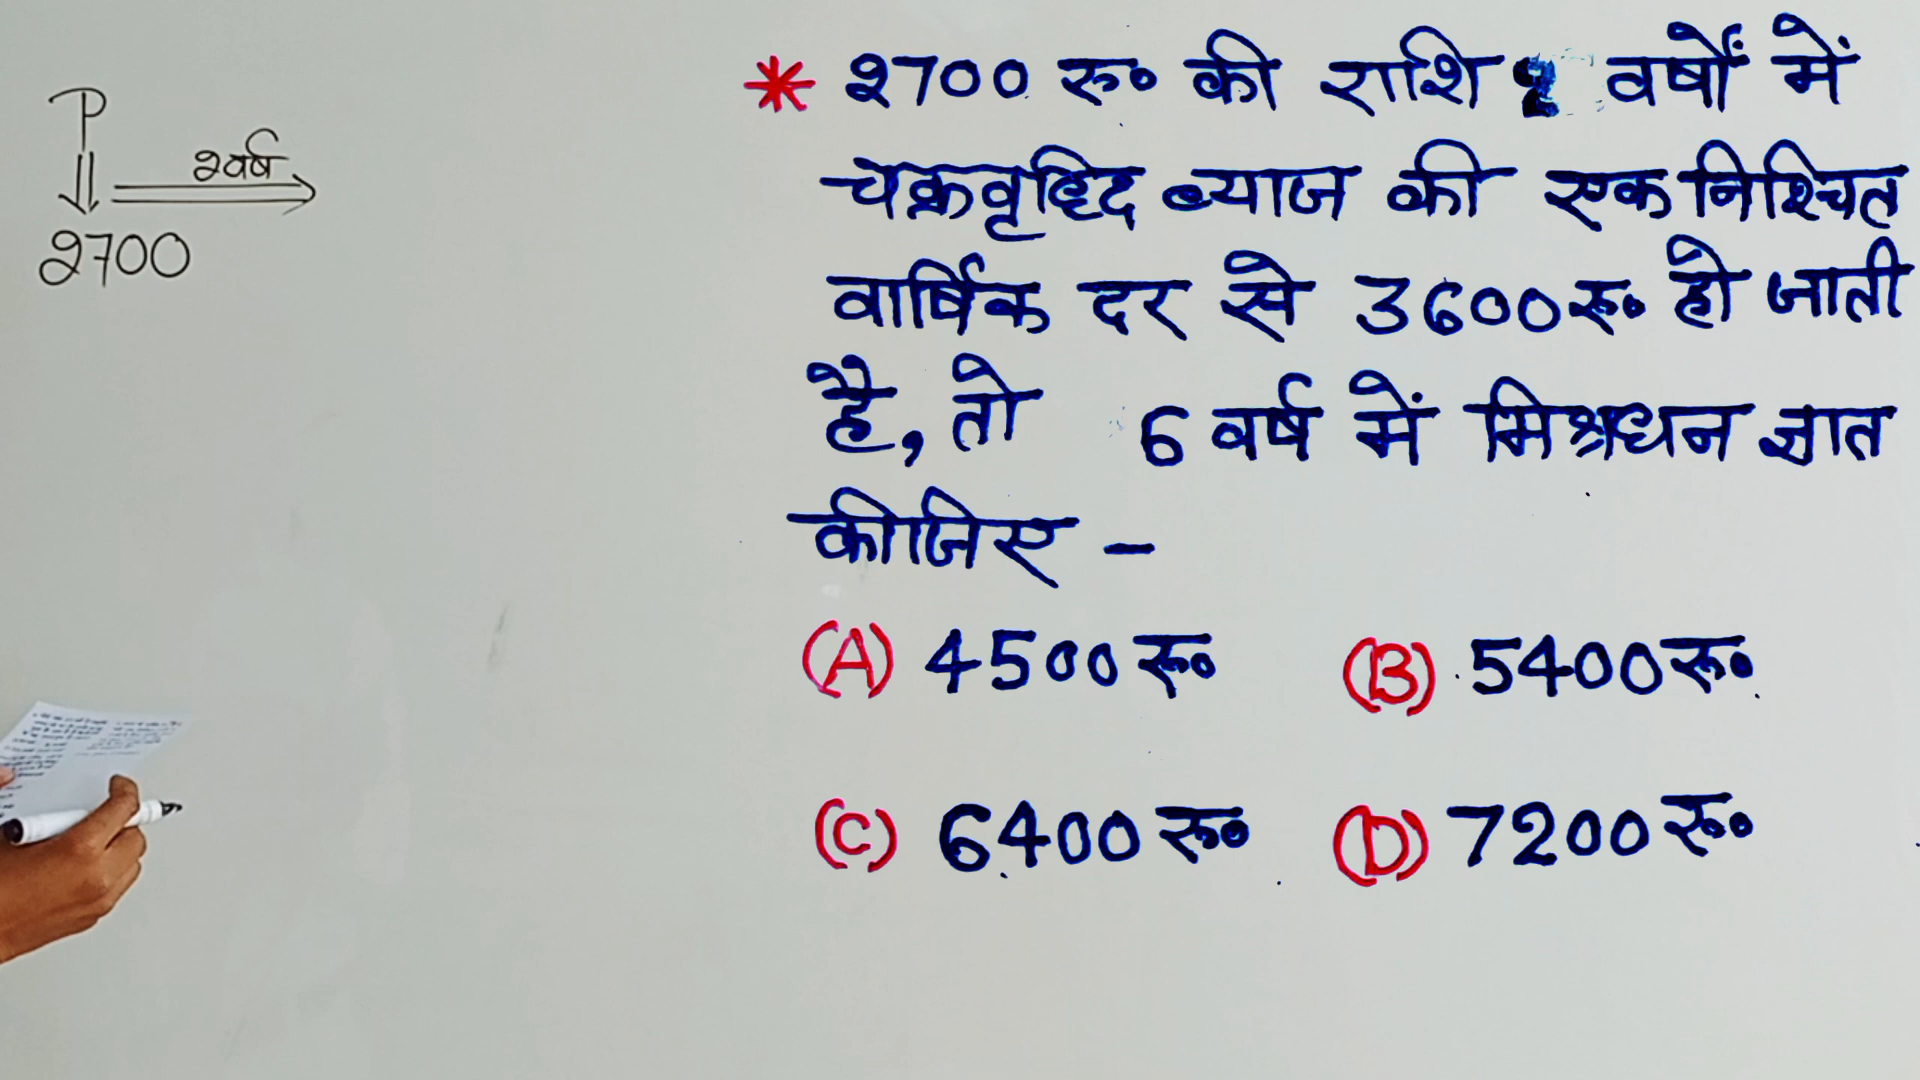 P
2वर्ष
2700
* 2700 रु० की राशि 2 वर्षों में
चक्रवृद्धि ब्याज की एक निश्चित
वार्षिक दर से 3600 रु० हो जाती
है, तो 6 वर्ष में मिश्रधन ज्ञात
कीजिए -
(A) 4500 रु० (B) 5400 रु०
(C) 6400 रु० (D) 7200 रु०